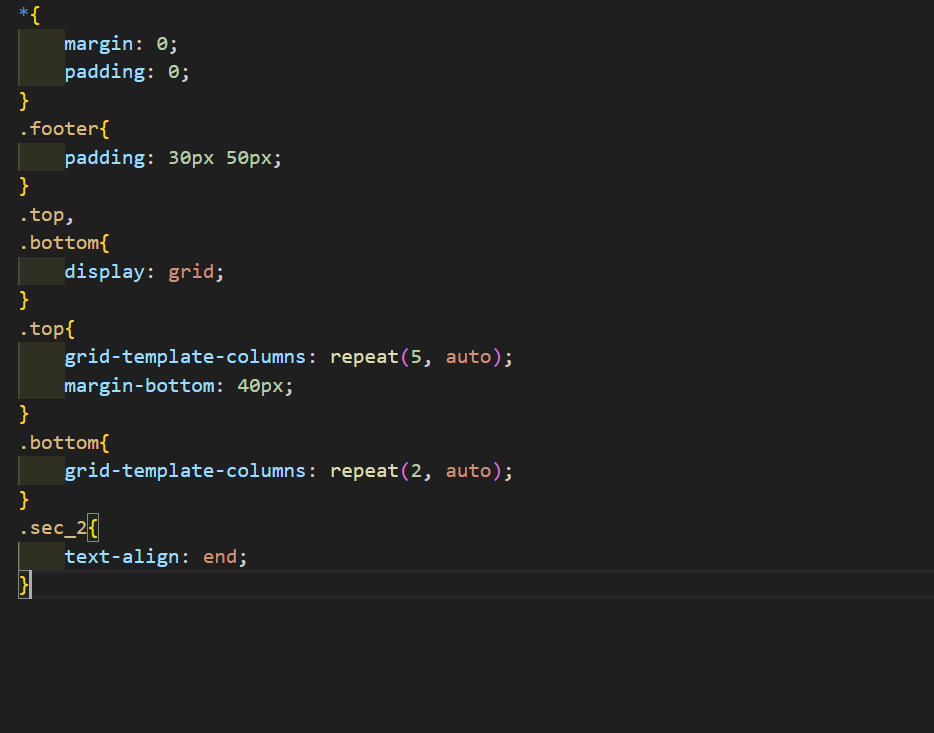 *{
    margin: 0;
    padding: 0;
}
.footer{
    padding: 30px 50px;
}
.top,
.bottom{
    display: grid;
}
.top{
    grid-template-columns: repeat(5, auto);
    margin-bottom: 40px;
}
.bottom{
    grid-template-columns: repeat(2, auto);
}
.sec_2{
    text-align: end;
}